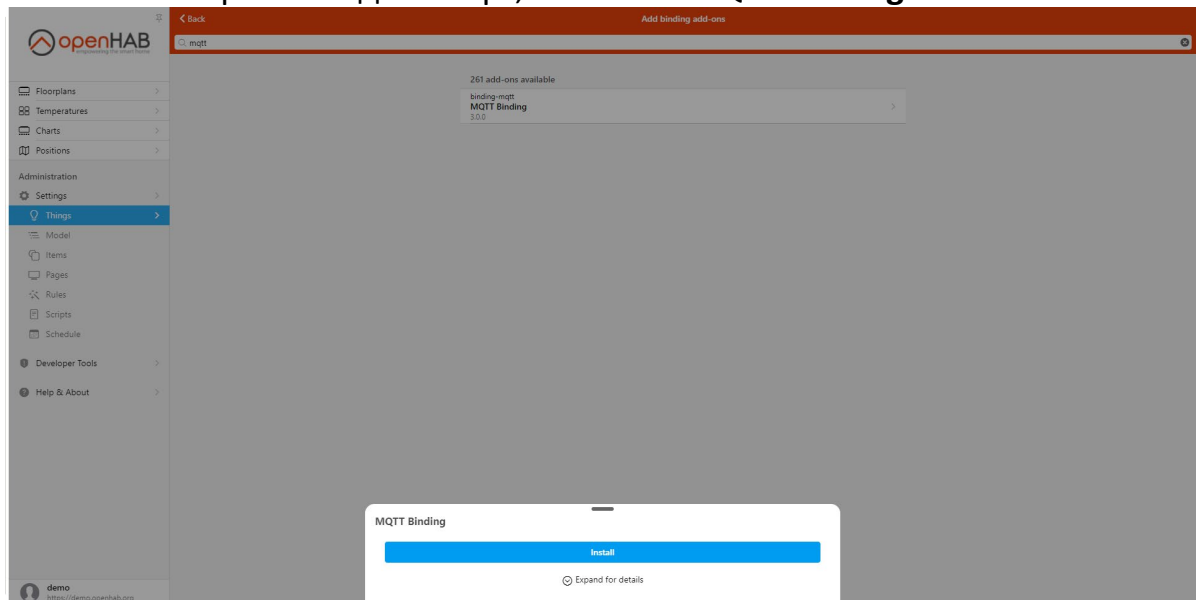 Back
Add binding add-ons
openHAB
empowering the smart home
mqtt
261 add-ons available
binding-mqtt
MQTT Binding
3.0.0
Floorplans
Temperatures
Charts
Positions
Administration
Settings
Things
Model
Items
Pages
Rules
Scripts
Schedule
Developer Tools
Help & About
MQTT Binding
Install
Expand for details
demo
https://demo.openhab.org